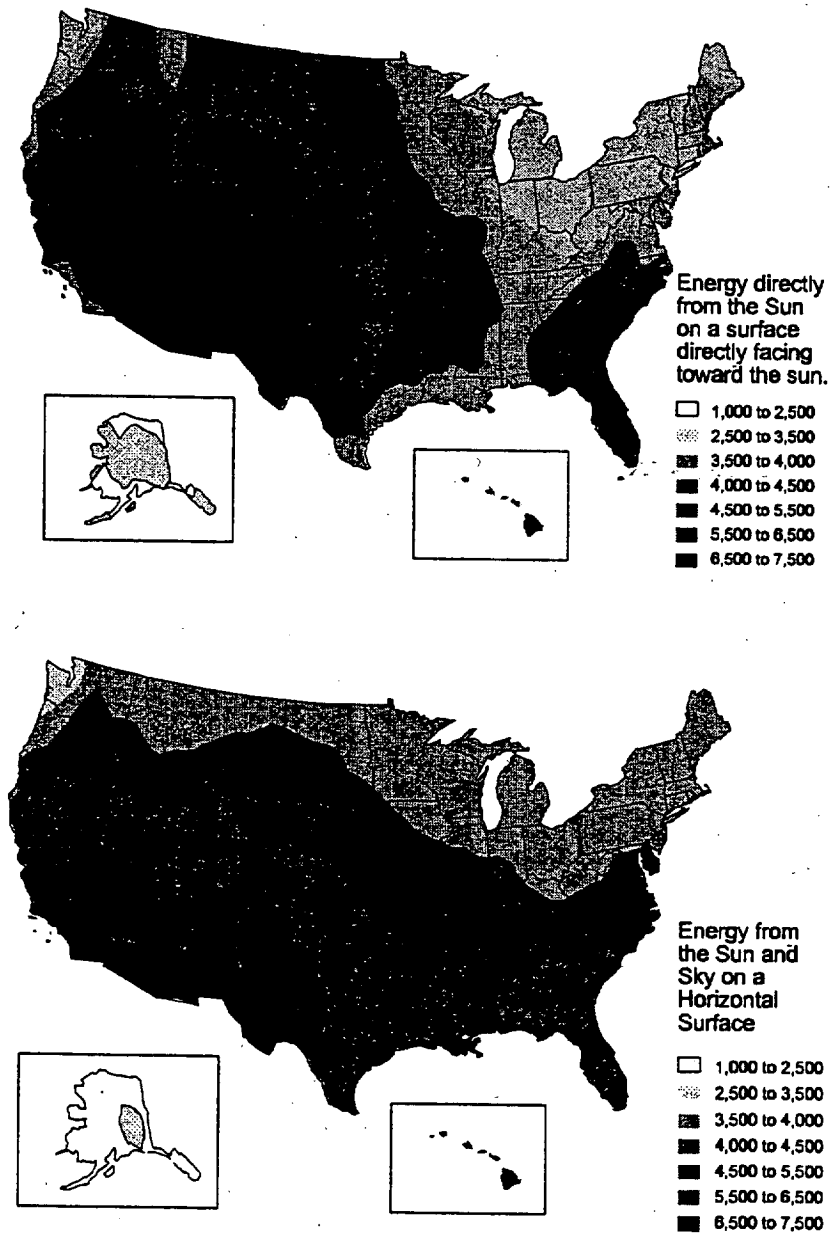 Energy directly
from the Sun
on a surface
directly facing
toward the sun.
1,000 to 2,500
2,500 to 3,500
3,500 to 4,000
4,000 to 4,500
4,500 to 5,500
5,500 to 6,500
6,500 to 7,500
Energy from
the Sun and
Sky on a
Horizontal
Surface
1,000 to 2,500
2,500 to 3,500
3,500 to 4,000
4,000 to 4,500
4,500 to 5,500
5,500 to 6,500
6,500 to 7,500